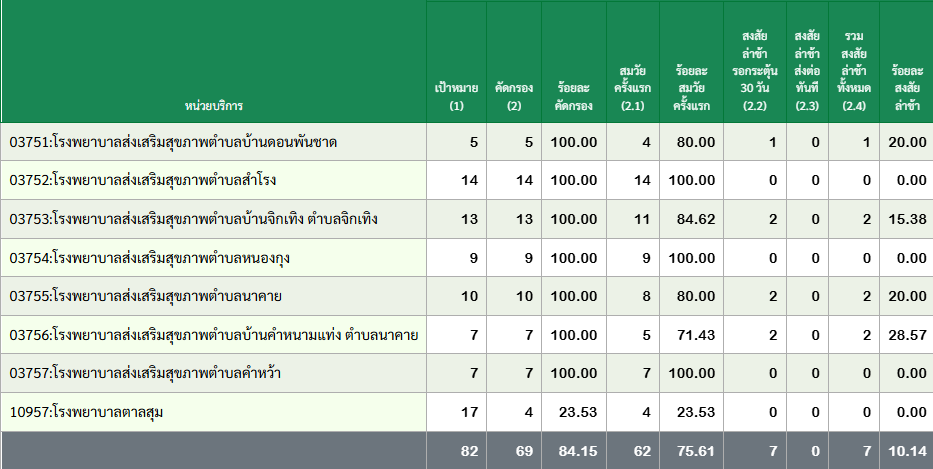 หน่วยบริการ เป้าหมาย (1) คัดกรอง (2) ร้อยละ คัดกรอง สมวัย ครั้งแรก (2.1) ร้อยละ สมวัย ครั้งแรก สงสัย ล่าช้า รอกระตุ้น 30 วัน (2.2) สงสัย ล่าช้า ส่งต่อ ทันที (2.3) รวม สงสัย ล่าช้า ทั้งหมด (2.4) ร้อยละ สงสัย ล่าช้า
03751:โรงพยาบาลส่งเสริมสุขภาพตำบลบ้านดอนพันชาด 5 5 100.00 4 80.00 1 0 1 20.00
03752:โรงพยาบาลส่งเสริมสุขภาพตำบลสำโรง 14 14 100.00 14 100.00 0 0 0 0.00
03753:โรงพยาบาลส่งเสริมสุขภาพตำบลบ้านจิกเทิง ตำบลจิกเทิง 13 13 100.00 11 84.62 2 0 2 15.38
03754:โรงพยาบาลส่งเสริมสุขภาพตำบลหนองกุง 9 9 100.00 9 100.00 0 0 0 0.00
03755:โรงพยาบาลส่งเสริมสุขภาพตำบลนาคาย 10 10 100.00 8 80.00 2 0 2 20.00
03756:โรงพยาบาลส่งเสริมสุขภาพตำบลบ้านคำหนามแท่ง ตำบลนาคาย 7 7 100.00 5 71.43 2 0 2 28.57
03757:โรงพยาบาลส่งเสริมสุขภาพตำบลคำหว้า 7 7 100.00 7 100.00 0 0 0 0.00
10957:โรงพยาบาลตาลสุม 17 4 23.53 4 23.53 0 0 0 0.00
82 69 84.15 62 75.61 7 0 7 10.14